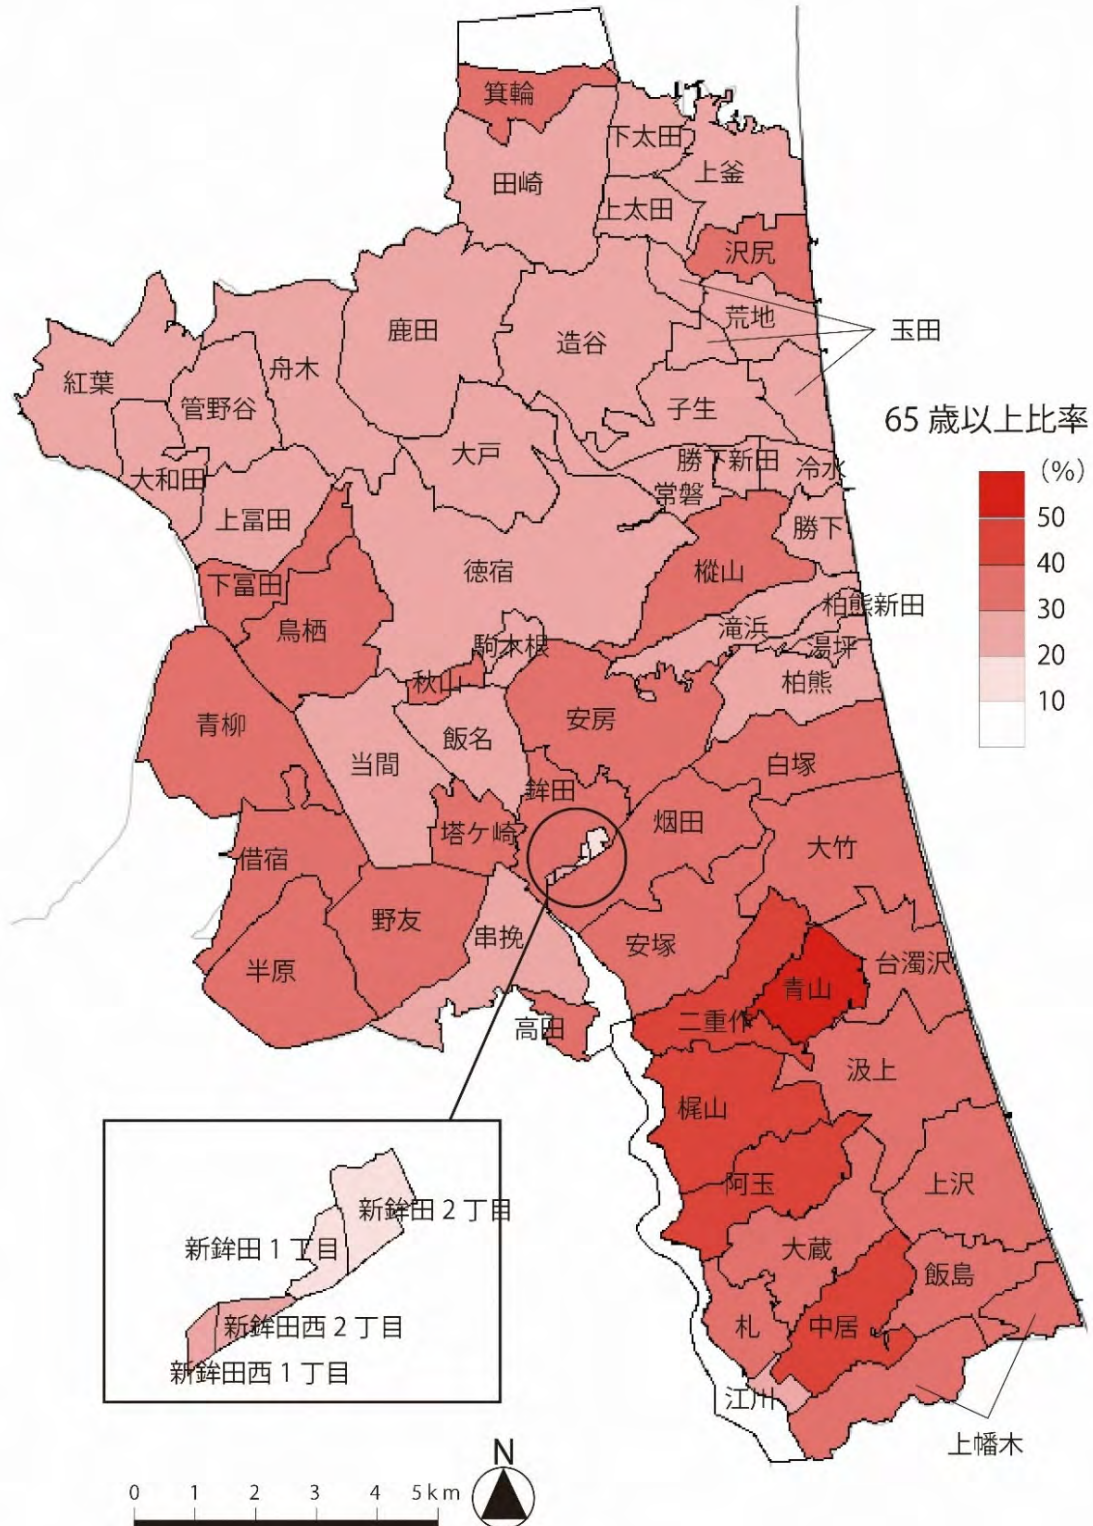 箕輪
下太田
田崎
上釜
上太田
沢尻
鹿田
造谷
荒地
玉田
舟木
紅葉
管野谷
子生
65 歳以上比率
(%)
50
40
30
20
10
大戸
勝下新田
冷水
大和田
常磐
上冨田
勝下
徳宿
樅山
下冨田
柏熊新田
鳥栖
滝浜
駒木根
湯坪
秋山
柏熊
青柳
安房
飯名
当間
白塚
鉾田
烟田
塔ケ崎
大竹
借宿
野友
串挽
安塚
半原
台濁沢
青山
二重作
高田
汲上
梶山
阿玉
上沢
大蔵
飯島
札
中居
江川
上幡木
新鉾田 2 丁目
新鉾田 1 丁目
新鉾田西 2 丁目
新鉾田西 1 丁目
N
0 1 2 3 4 5 km